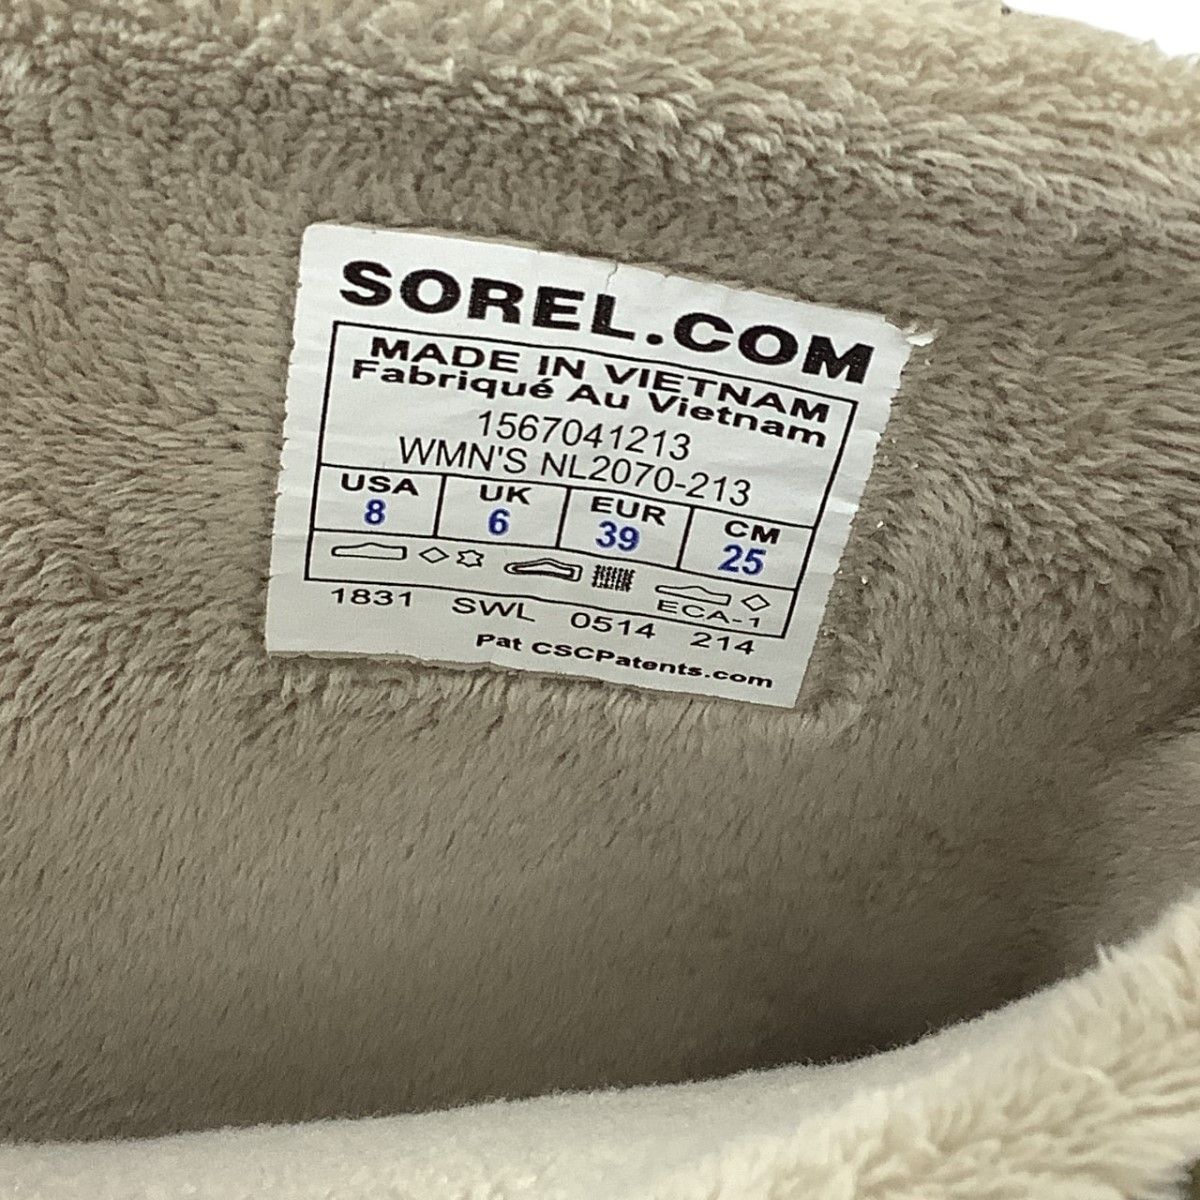 SOREL.COM
MADE IN VIETNAM
Fabriqué Au Vietnam
1567041213
WMN'S NL2070-213
USA UK EUR CM
8 6 39 25
ECA-1
1831 SWL 0514 214
Pat CSCPatents.com